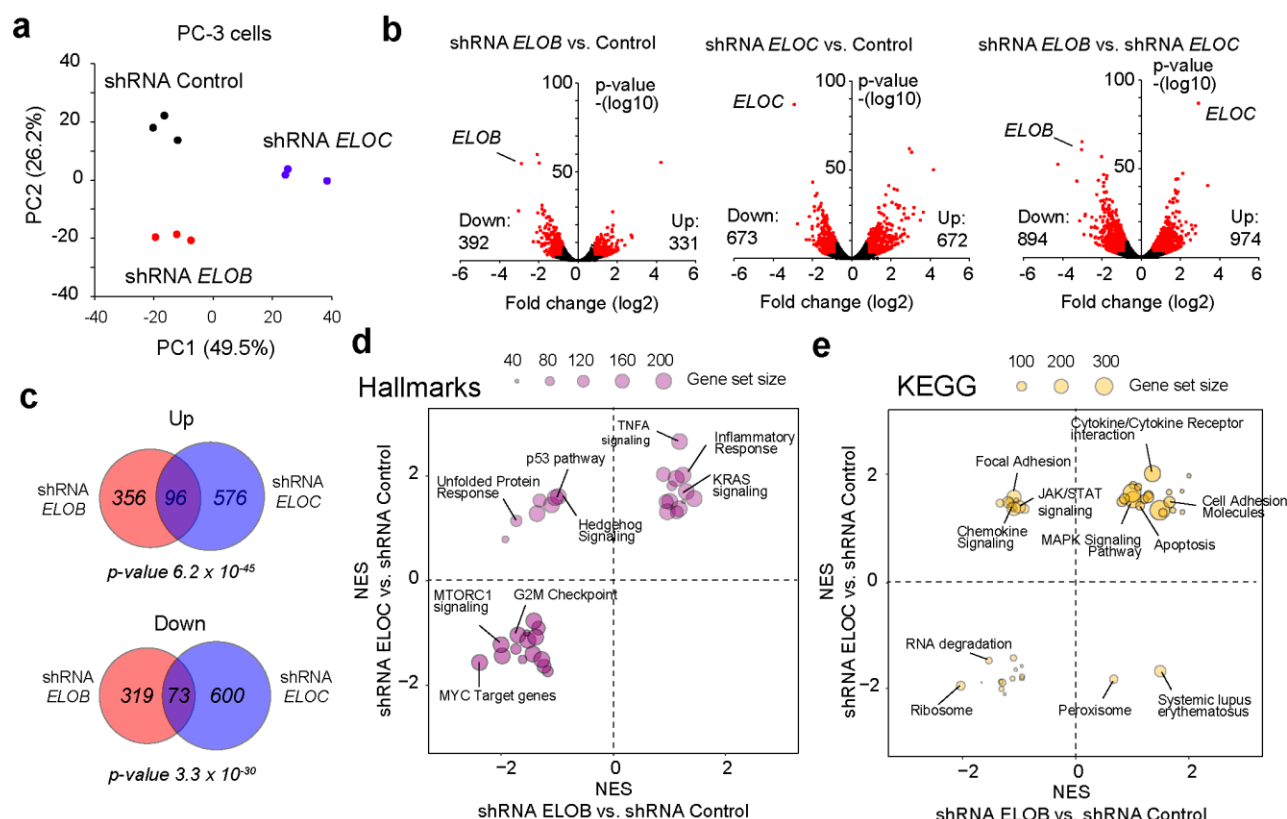 a
PC-3 cells
40
20
0
-20
-40
PC2 (26.2%)
shRNA Control
shRNA ELOC
shRNA ELOB
-40
-20
0
20
40
PC1 (49.5%)
b
shRNA ELOB vs. Control
100
p-value
-(log10)
ELOB
50
Down:
392
Up:
331
-6
-4
-2
0
2
4
6
Fold change (log2)
shRNA ELOC vs. Control
100
p-value
-(log10)
ELOC
50
Down:
673
Up:
672
-6
-4
-2
0
2
4
6
Fold change (log2)
shRNA ELOB vs. shRNA ELOC
100
p-value
-(log10)
ELOB
ELOC
50
Down:
894
Up:
974
-6
-4
-2
0
2
4
6
Fold change (log2)
c
Up
shRNA
ELOB
356
96
576
shRNA
ELOC
p-value 6.2 x 10-45
Down
shRNA
ELOB
319
73
600
shRNA
ELOC
p-value 3.3 x 10-30
d
Hallmarks
40
80
120
160
200
Gene set size
TNFA
signaling
Inflammatory
Response
p53 pathway
Unfolded Protein
Response
KRAS
signaling
Hedgehog
Signaling
MTORC1
signaling
G2M Checkpoint
MYC Target genes
2
0
−2
NES
shRNA ELOC vs. shRNA Control
−2
0
2
NES
shRNA ELOB vs. shRNA Control
e
KEGG
100
200
300
Gene set size
Cytokine/Cytokine Receptor
interaction
Focal Adhesion
JAK/STAT
signaling
Cell Adhesion
Molecules
Chemokine
Signaling
MAPK Signaling
Pathway
Apoptosis
RNA degradation
Ribosome
Peroxisome
Systemic lupus
erythematosus
2
0
−2
NES
shRNA ELOC vs. shRNA Control
−2
0
2
NES
shRNA ELOB vs. shRNA Control